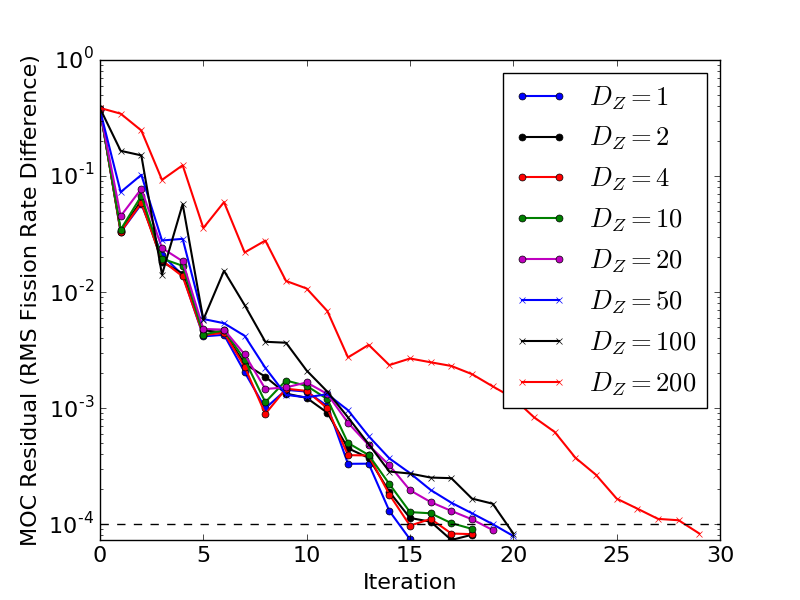 10^0
10^-1
10^-2
10^-3
10^-4
MOC Residual (RMS Fission Rate Difference)
D_Z = 1
D_Z = 2
D_Z = 4
D_Z = 10
D_Z = 20
D_Z = 50
D_Z = 100
D_Z = 200
0 5 10 15 20 25 30
Iteration